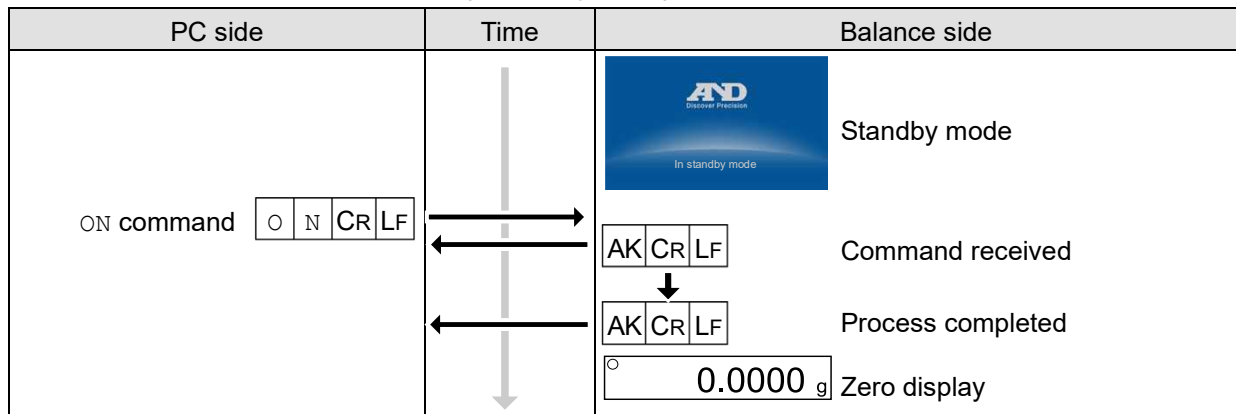 PC side Time Balance side
AND
Discover Precision
In standby mode
Standby mode
ON command O N CR LF
AK CR LF Command received
AK CR LF Process completed
0.0000 g Zero display